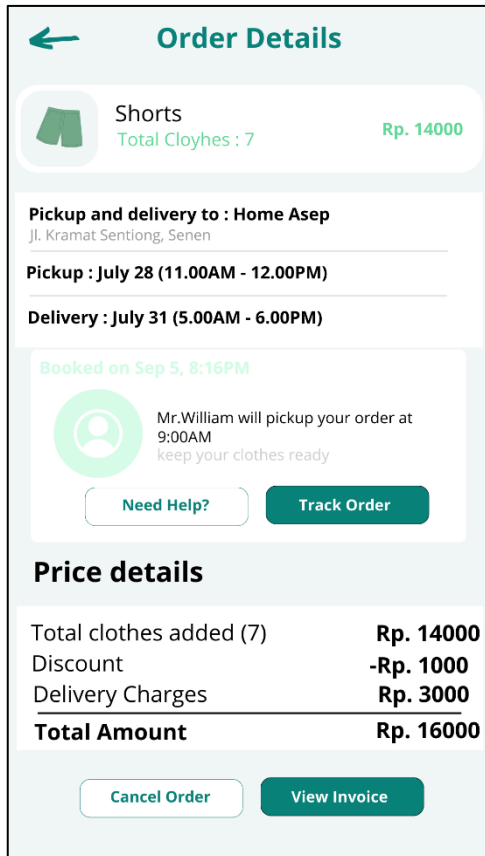 Order Details
Shorts
Total Cloyhes : 7
Rp. 14000
Pickup and delivery to : Home Asep
Jl. Kramat Sentiong, Senen
Pickup : July 28 (11.00AM - 12.00PM)
Delivery : July 31 (5.00AM - 6.00PM)
Booked on Sep 5, 8:16PM
Mr.William will pickup your order at
9:00AM
keep your clothes ready
Need Help?
Track Order
Price details
Total clothes added (7) Rp. 14000
Discount -Rp. 1000
Delivery Charges Rp. 3000
Total Amount Rp. 16000
Cancel Order
View Invoice